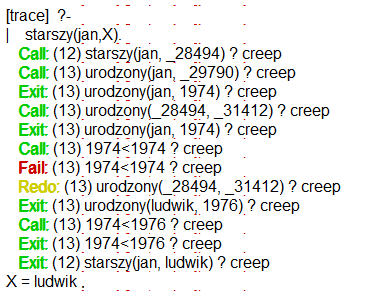 [trace]  ?-
|    starszy(jan,X).
Call: (12) starszy(jan, _28494) ? creep
Call: (13) urodzony(jan, _29790) ? creep
Exit: (13) urodzony(jan, 1974) ? creep
Call: (13) urodzony(_28494, _31412) ? creep
Exit: (13) urodzony(jan, 1974) ? creep
Call: (13) 1974<1974 ? creep
Fail: (13) 1974<1974 ? creep
Redo: (13) urodzony(_28494, _31412) ? creep
Exit: (13) urodzony(ludwik, 1976) ? creep
Call: (13) 1974<1976 ? creep
Exit: (13) 1974<1976 ? creep
Exit: (12) starszy(jan, ludwik) ? creep
X = ludwik .